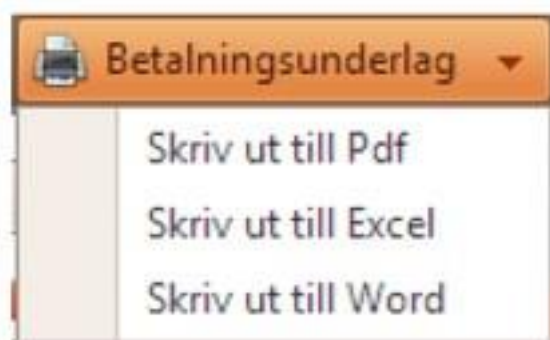 Betalningsunderlag
Skriv ut till Pdf
Skriv ut till Excel
Skriv ut till Word